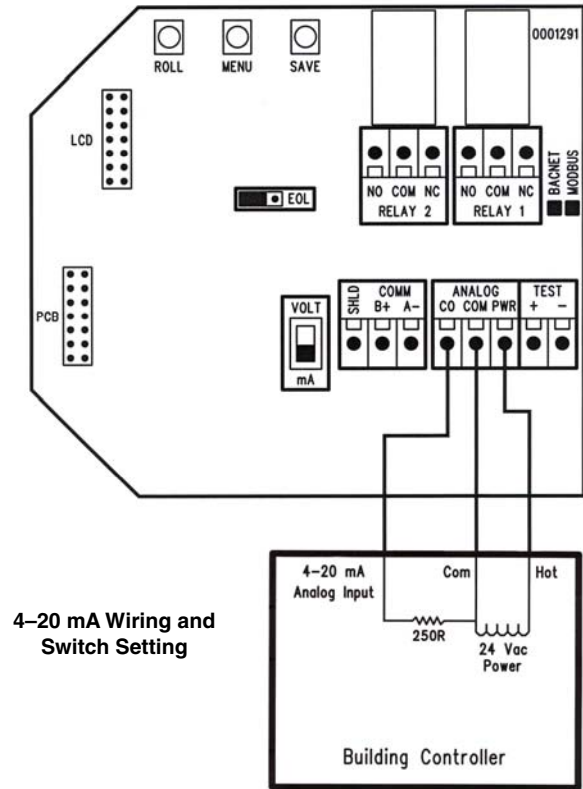 0001291
ROLL MENU SAVE
LCD
NO COM NC NO COM NC
RELAY 2 RELAY 1
BACNET
MODBUS
EOL
PCB
VOLT
mA
SHLD
COMM
B+ A-
ANALOG
CO COM PWR
TEST
+ -
4-20 mA
Analog Input
Com
Hot
250R
24 Vac
Power
4–20 mA Wiring and
Switch Setting
Building Controller